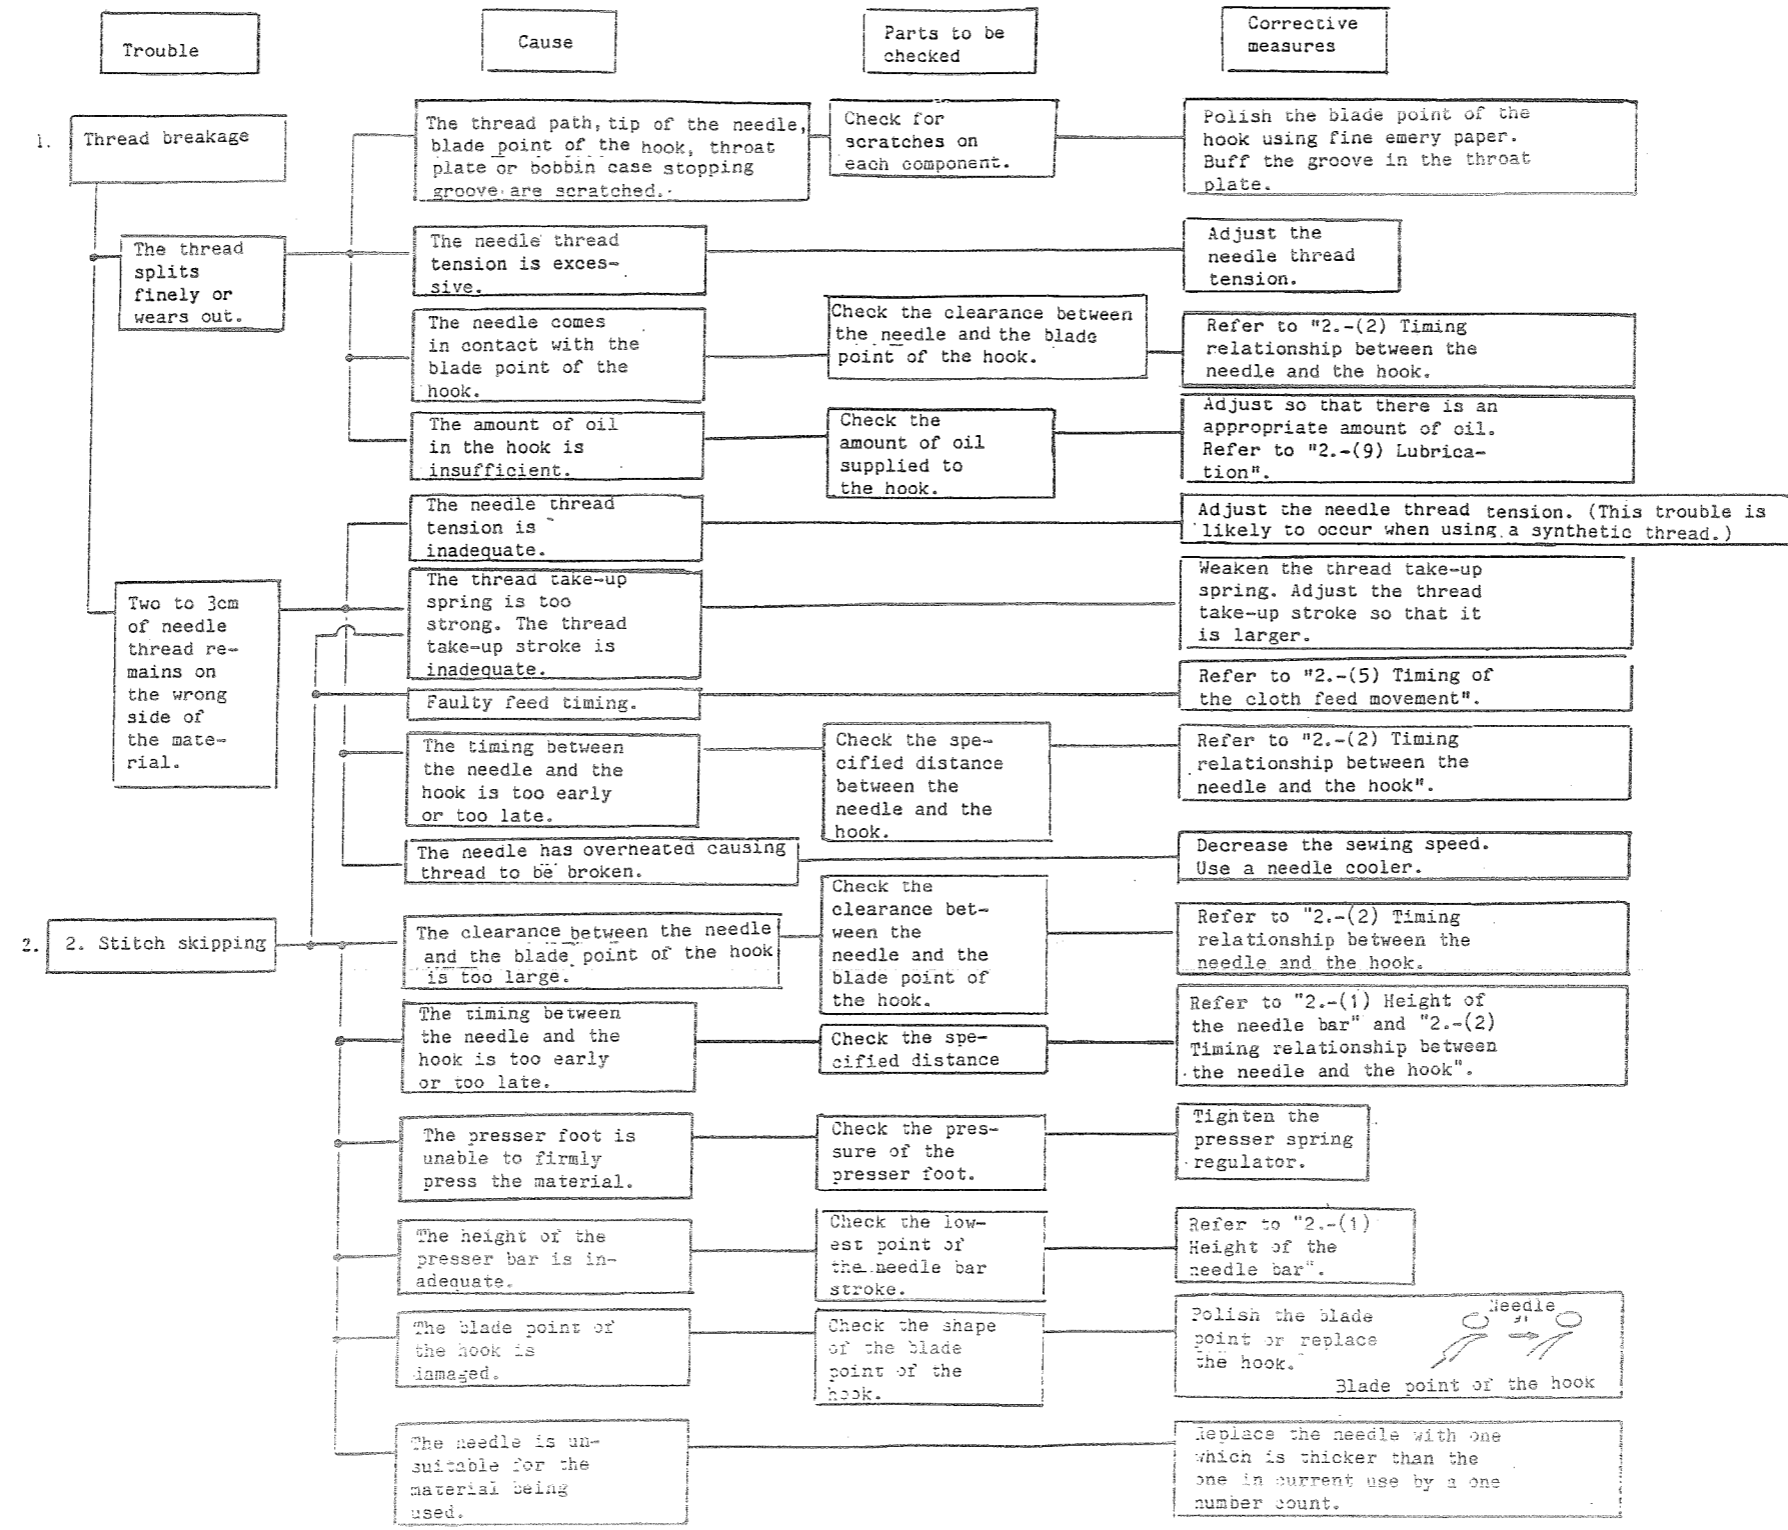 Trouble
Cause
Parts to be
checked
Corrective
measures
1.
Thread breakage
The thread path, tip of the needle,
blade point of the hook, throat
plate or bobbin case stopping
groove are scratched.
Check for
scratches on
each component.
Polish the blade point of the
hook using fine emery paper.
Buff the groove in the throat
plate.
The thread
splits
finely or
wears out.
The needle thread
tension is exces-
sive.
Adjust the
needle thread
tension.
The needle comes
in contact with the
blade point of the
hook.
Check the clearance between
the needle and the blade
point of the hook.
Refer to "2.-(2) Timing
relationship between the
needle and the hook.
The amount of oil
in the hook is
insufficient.
Check the
amount of oil
supplied to
the hook.
Adjust so that there is an
appropriate amount of oil.
Refer to "2.-(9) Lubrica-
tion".
The needle thread
tension is
inadequate.
Adjust the needle thread tension. (This trouble is
likely to occur when using a synthetic thread.)
Two to 3cm
of needle
thread re-
mains on
the wrong
side of
the mate-
rial.
The thread take-up
spring is too
strong. The thread
take-up stroke is
inadequate.
Weaken the thread take-up
spring. Adjust the thread
take-up stroke so that it
is larger.
Faulty feed timing.
Refer to "2.-(5) Timing of
the cloth feed movement".
The timing between
the needle and the
hook is too early
or too late.
Check the spe-
cified distance
between the
needle and the
hook.
Refer to "2.-(2) Timing
relationship between the
needle and the hook".
The needle has overheated causing
thread to be broken.
Decrease the sewing speed.
Use a needle cooler.
2.
2. Stitch skipping
The clearance between the needle
and the blade point of the hook
is too large.
Check the
clearance bet-
ween the
needle and the
blade point of
the hook.
Refer to "2.-(2) Timing
relationship between the
needle and the hook.
The timing between
the needle and the
hook is too early
or too late.
Check the spe-
cified distance
Refer to "2.-(1) Height of
the needle bar" and "2.-(2)
Timing relationship between
the needle and the hook".
The presser foot is
unable to firmly
press the material.
Check the pres-
sure of the
presser foot.
Tighten the
presser spring
regulator.
The height of the
presser bar is in-
adequate.
Check the low-
est point of
the needle bar
stroke.
Refer to "2.-(1)
Height of the
needle bar".
The blade point of
the hook is
damaged.
Check the shape
of the blade
point of the
hook.
Polish the blade
point or replace
the hook.
Needle
Blade point of the hook
The needle is un-
suitable for the
material being
used.
Replace the needle with one
which is thicker than the
one in current use by a one
number count.